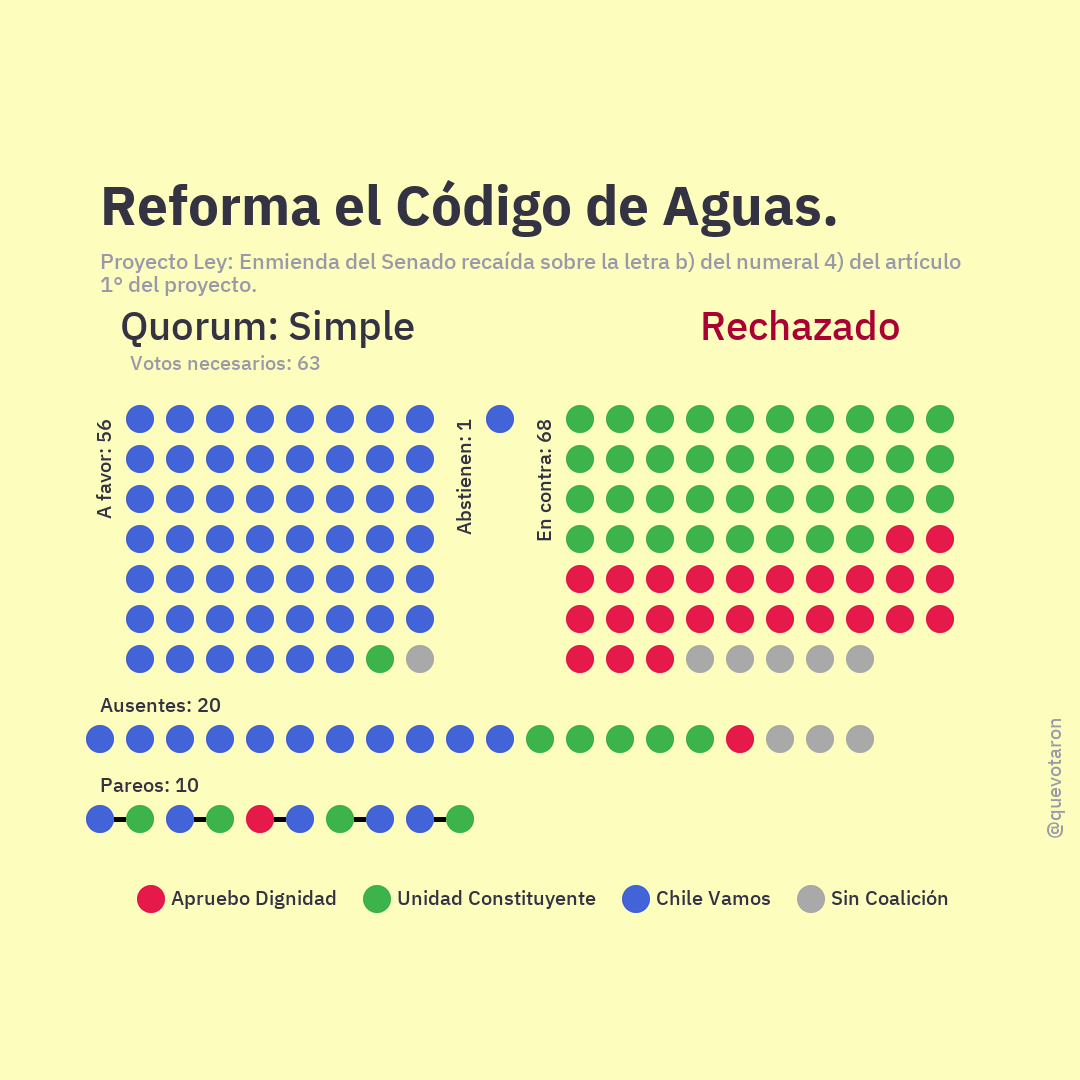 Reforma el Código de Aguas.
Proyecto Ley: Enmienda del Senado recaída sobre la letra b) del numeral 4) del artículo
1° del proyecto.
Quorum: Simple
Rechazado
Votos necesarios: 63
A favor: 56
Abstienen: 1
En contra: 68
Ausentes: 20
Pareos: 10
@quevotaron
Apruebo Dignidad
Unidad Constituyente
Chile Vamos
Sin Coalición